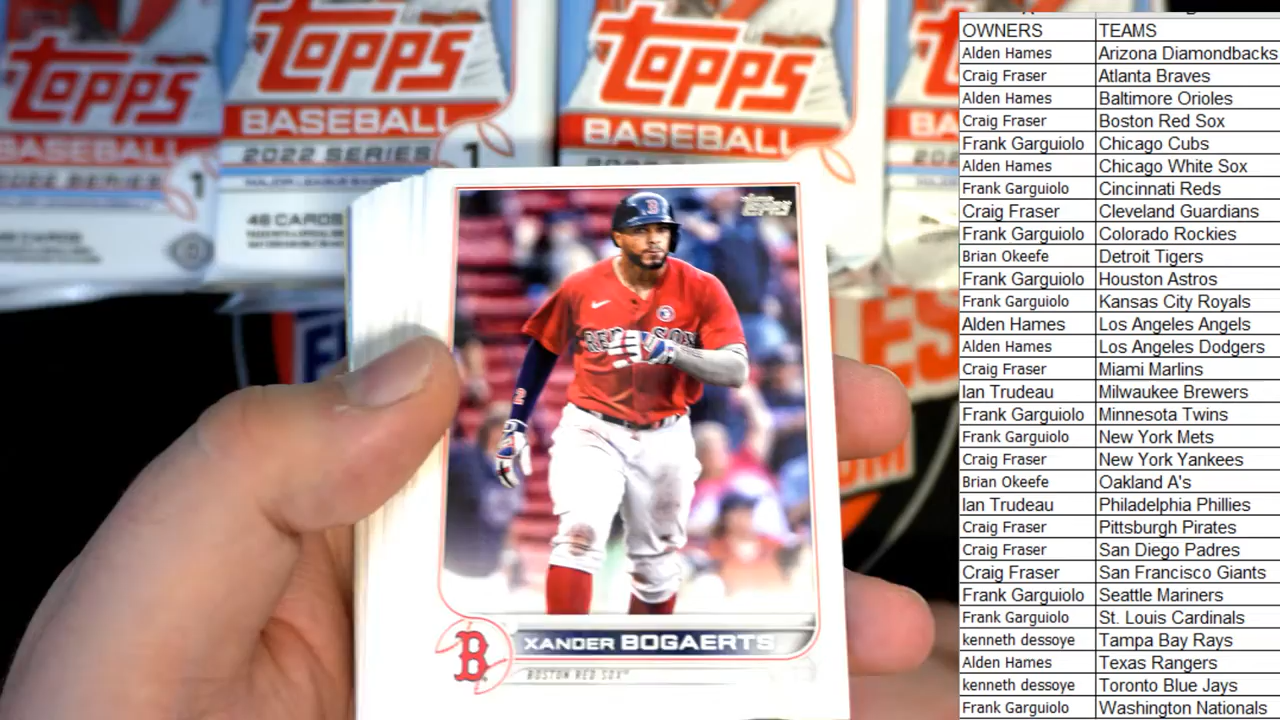 TOPPS
BASEBALL
1
TOPPS
BASEBALL
2022 SERIES 1
48 CARDS
TOPPS
BASEBALL
TOPPS
RED SOX
2
B
XANDER BOGAERTS
BOSTON RED SOX
OWNERS TEAMS
Alden Hames Arizona Diamondbacks
Craig Fraser Atlanta Braves
Alden Hames Baltimore Orioles
Craig Fraser Boston Red Sox
Frank Garguiolo Chicago Cubs
Alden Hames Chicago White Sox
Frank Garguiolo Cincinnati Reds
Craig Fraser Cleveland Guardians
Frank Garguiolo Colorado Rockies
Brian Okeefe Detroit Tigers
Frank Garguiolo Houston Astros
Frank Garguiolo Kansas City Royals
Alden Hames Los Angeles Angels
Alden Hames Los Angeles Dodgers
Craig Fraser Miami Marlins
Ian Trudeau Milwaukee Brewers
Frank Garguiolo Minnesota Twins
Frank Garguiolo New York Mets
Craig Fraser New York Yankees
Brian Okeefe Oakland A's
Ian Trudeau Philadelphia Phillies
Craig Fraser Pittsburgh Pirates
Craig Fraser San Diego Padres
Craig Fraser San Francisco Giants
Frank Garguiolo Seattle Mariners
Frank Garguiolo St. Louis Cardinals
kenneth dessoye Tampa Bay Rays
Alden Hames Texas Rangers
kenneth dessoye Toronto Blue Jays
Frank Garguiolo Washington Nationals